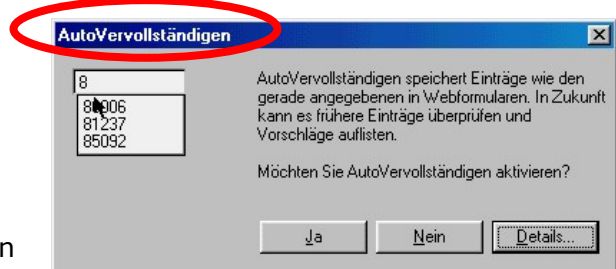 AutoVervollständigen
8
81237
85092
AutoVervollständigen speichert Einträge wie den
gerade angegebenen in Webformularen. In Zukunft
kann es frühere Einträge überprüfen und
Vorschläge auflisten.
Möchten Sie AutoVervollständigen aktivieren?
Ja
Nein
Details...
n